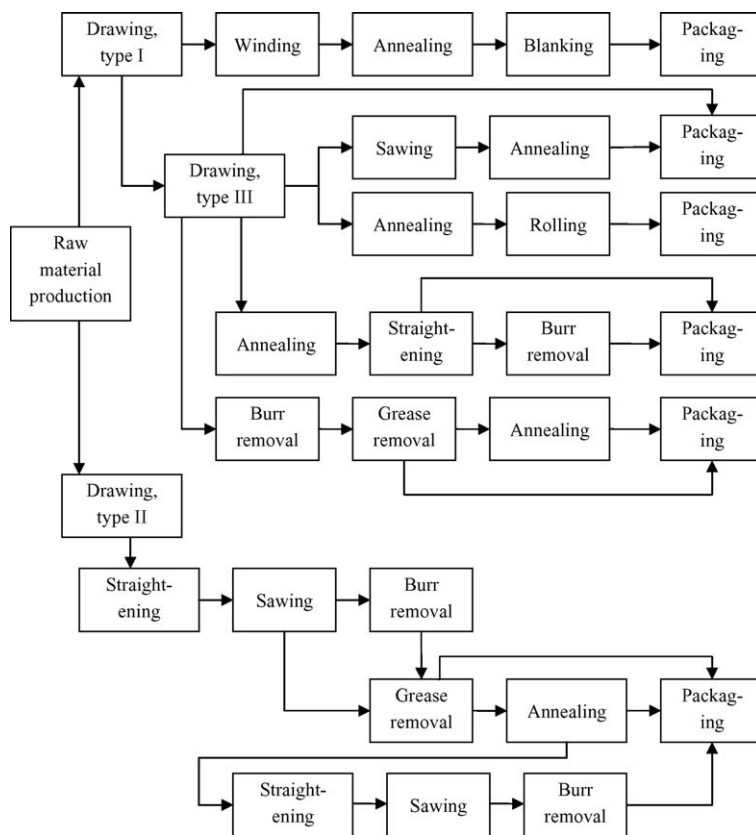 Drawing,
type I
Winding
Annealing
Blanking
Packag-
ing
Drawing,
type III
Sawing
Annealing
Packag-
ing
Annealing
Rolling
Packag-
ing
Raw
material
production
Annealing
Straight-
ening
Burr
removal
Packag-
ing
Burr
removal
Grease
removal
Annealing
Packag-
ing
Drawing,
type II
Straight-
ening
Sawing
Burr
removal
Grease
removal
Annealing
Packag-
ing
Straight-
ening
Sawing
Burr
removal